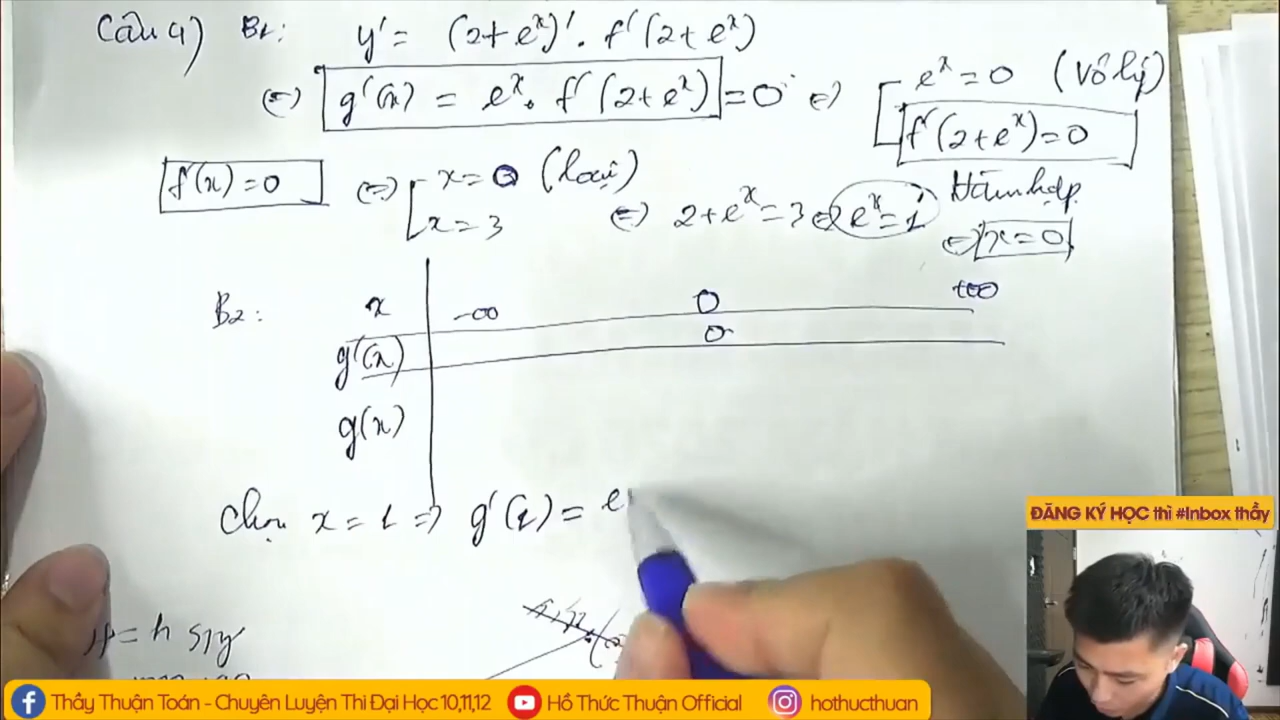 Câu 4) B1: y' = (2+e^x)'. f'(2+e^x)
⇔ g'(x) = e^x. f'(2+e^x) = 0 ⇔ [ e^x = 0 (Vô lý)
f'(2+e^x) = 0
f'(x) = 0 ⇔ [ x = 0 (loại)
x = 3 ⇔ 2+e^x = 3 ⇔ e^x = 1
Hàm hợp
⇔ x = 0
B2: x -∞ 0 +∞
g'(x) 0
g(x)
Chọn x = 1 ⇒ g'(1) = e
ĐĂNG KÝ HỌC thì #Inbox thầy
Thầy Thuận Toán - Chuyên Luyện Thi Đại Học 10,11,12 Hồ Thức Thuận Official hothucthuan